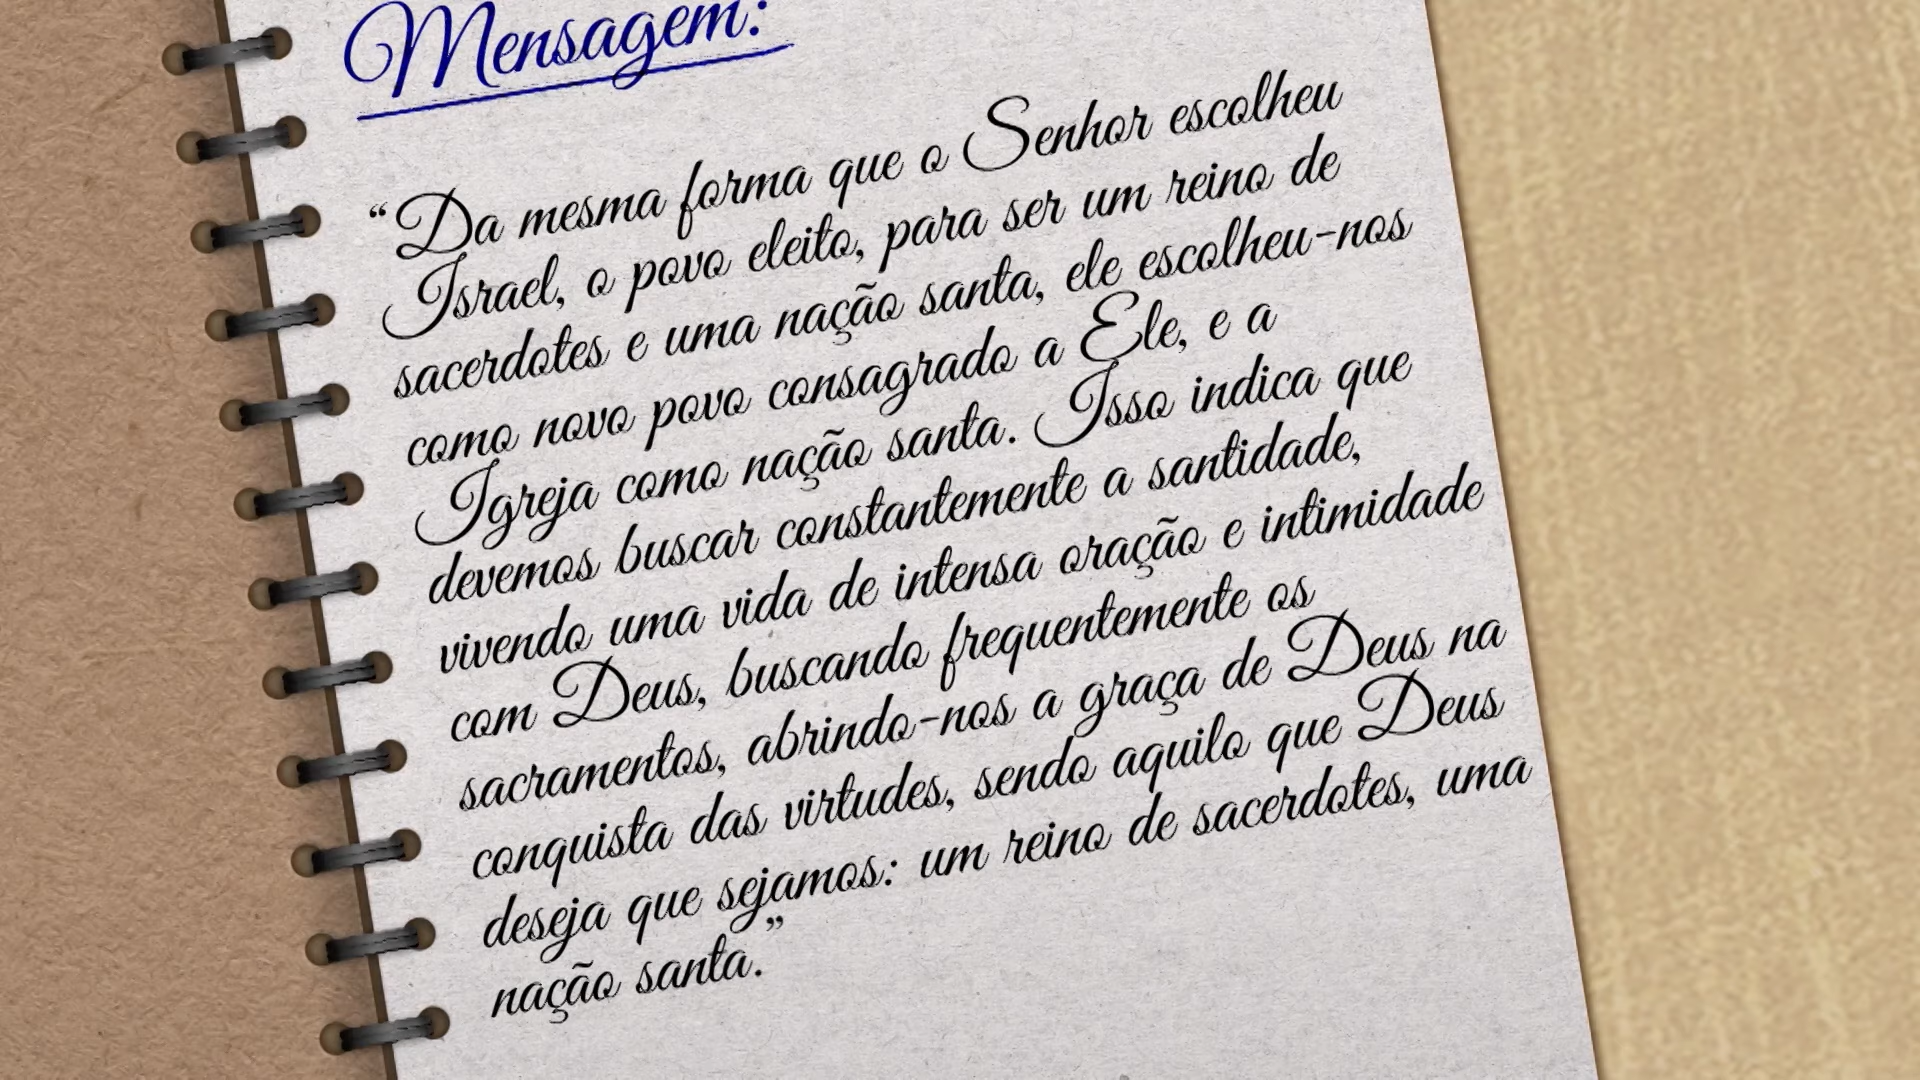 Mensagem:
“Da mesma forma que o Senhor escolheu
Israel, o povo eleito, para ser um reino de
sacerdotes e uma nação santa, ele escolheu-nos
como novo povo consagrado a Ele, e a
Igreja como nação santa. Isso indica que
devemos buscar constantemente a santidade,
vivendo uma vida de intensa oração e intimidade
com Deus, buscando frequentemente os
sacramentos, abrindo-nos a graça de Deus na
conquista das virtudes, sendo aquilo que Deus
deseja que sejamos: um reino de sacerdotes, uma
nação santa.”